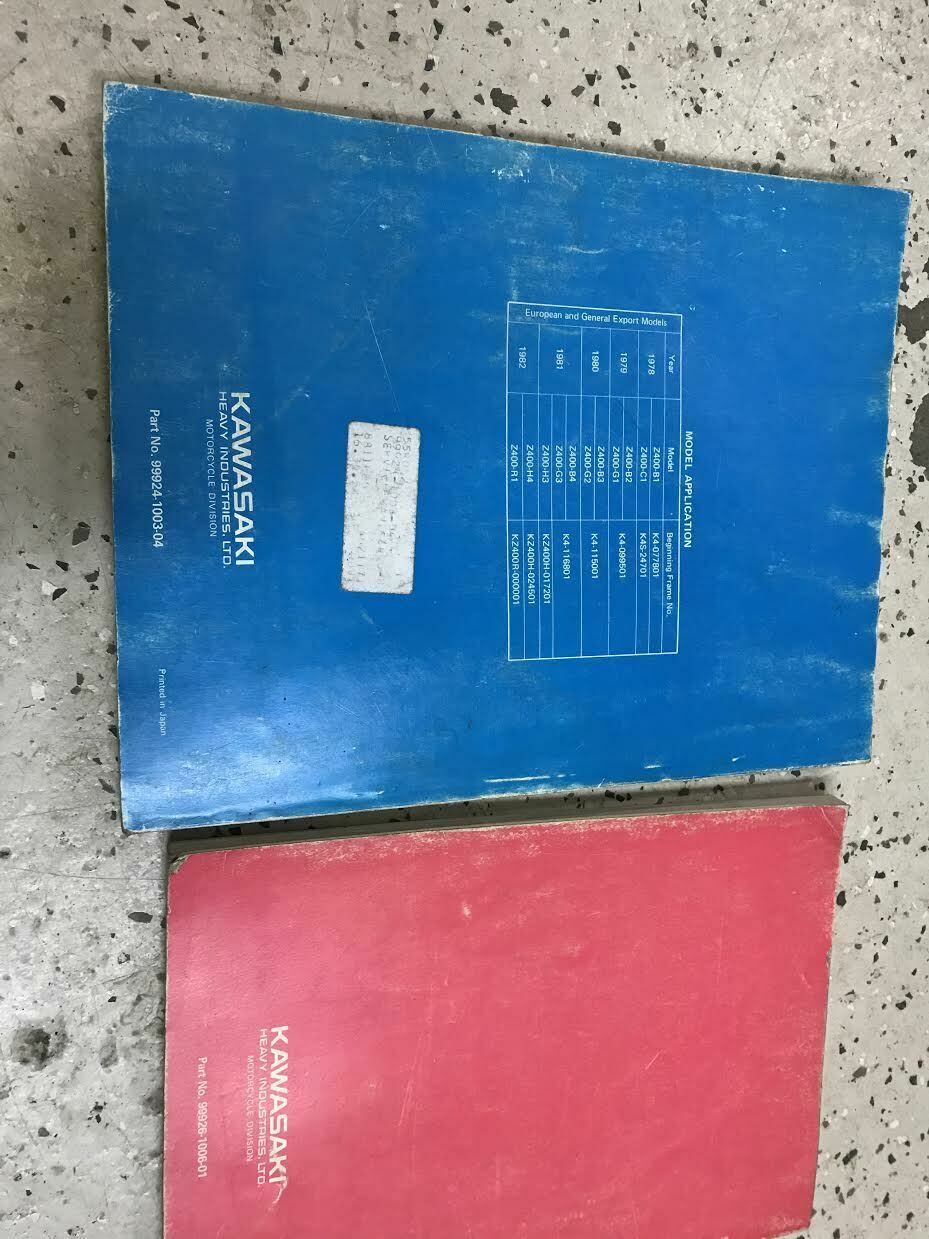 MODEL APPLICATION
Year Model Beginning Frame No.
European and General Export Models
1978 Z400-B1 K4-077801
Z400-C1 K4S-24701
1979 Z400-B2 K4-099501
Z400-G1
1980 Z400-B3 K4-115001
Z400-G2
1981 Z400-B4 K4-116801
Z400-G3
Z400-H3 KZ400H-017201
1982 Z400-H4 KZ400H-024501
Z400-R1 KZ400R-000001
KAWASAKI
HEAVY INDUSTRIES, LTD.
MOTORCYCLE DIVISION
Part No. 99924-1003-04
Printed in Japan
KAWASAKI
HEAVY INDUSTRIES, LTD.
MOTORCYCLE DIVISION
Part No. 99926-1006-01